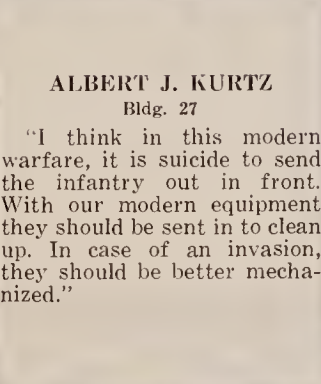 ALBERT J. KURTZ
Bldg. 27
"I think in this modern
warfare, it is suicide to send
the infantry out in front.
With our modern equipment
they should be sent in to clean
up. In case of an invasion,
they should be better mecha-
nized."